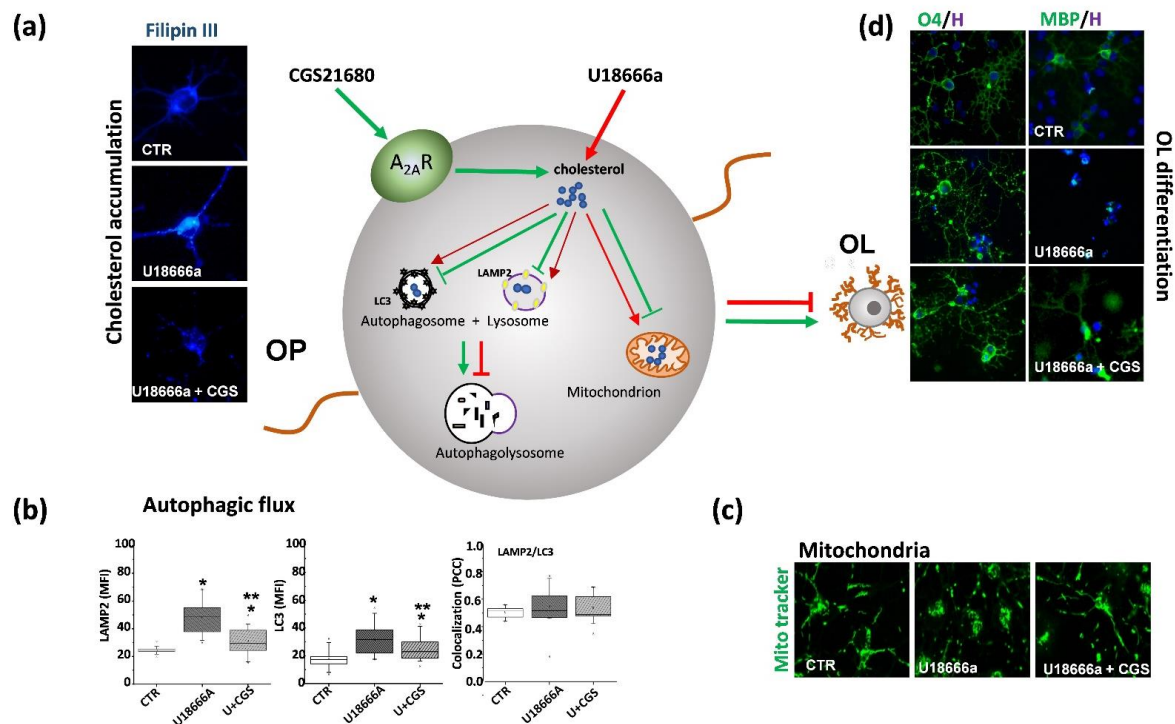 (a)
Filipin III
Cholesterol accumulation
CTR
U18666a
U18666a + CGS
CGS21680
U18666a
A2AR
cholesterol
LC3
LAMP2
Autophagosome + Lysosome
Mitochondrion
Autophagolysosome
OP
OL
(d)
O4/H
MBP/H
CTR
U18666a
U18666a + CGS
OL differentiation
(b)
Autophagic flux
LAMP2 (MFI)
100
80
60
40
20
0
*
**
*
CTR
U18666A
U+CGS
LC3 (MFI)
100
80
60
40
20
0
*
**
*
CTR
U18666A
U+CGS
LAMP2/LC3
Colocalization (PCC)
1.0
0.8
0.6
0.4
0.2
0.0
CTR
U18666A
U+CGS
(c)
Mitochondria
Mito tracker
CTR
U18666a
U18666a + CGS